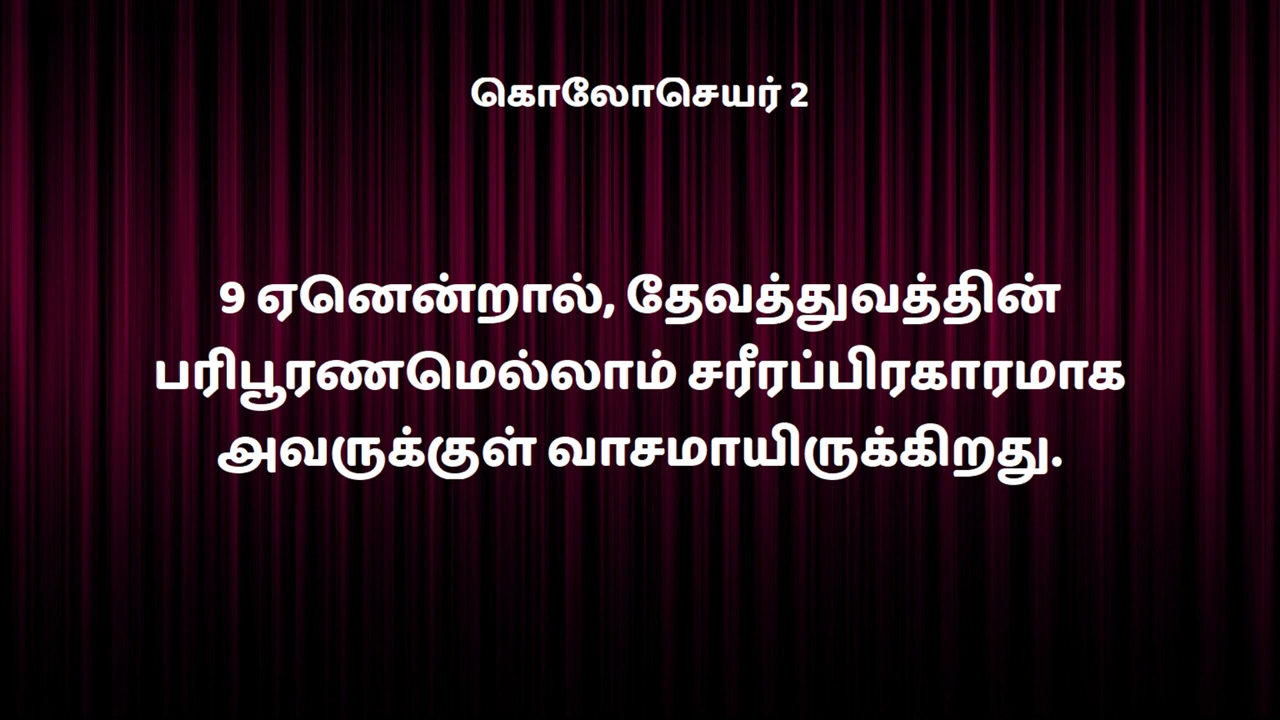 கொலோசெயர் 2
9 ஏனென்றால், தேவத்துவத்தின்
பரிபூரணமெல்லாம் சரீரப்பிரகாரமாக
அவருக்குள் வாசமாயிருக்கிறது.